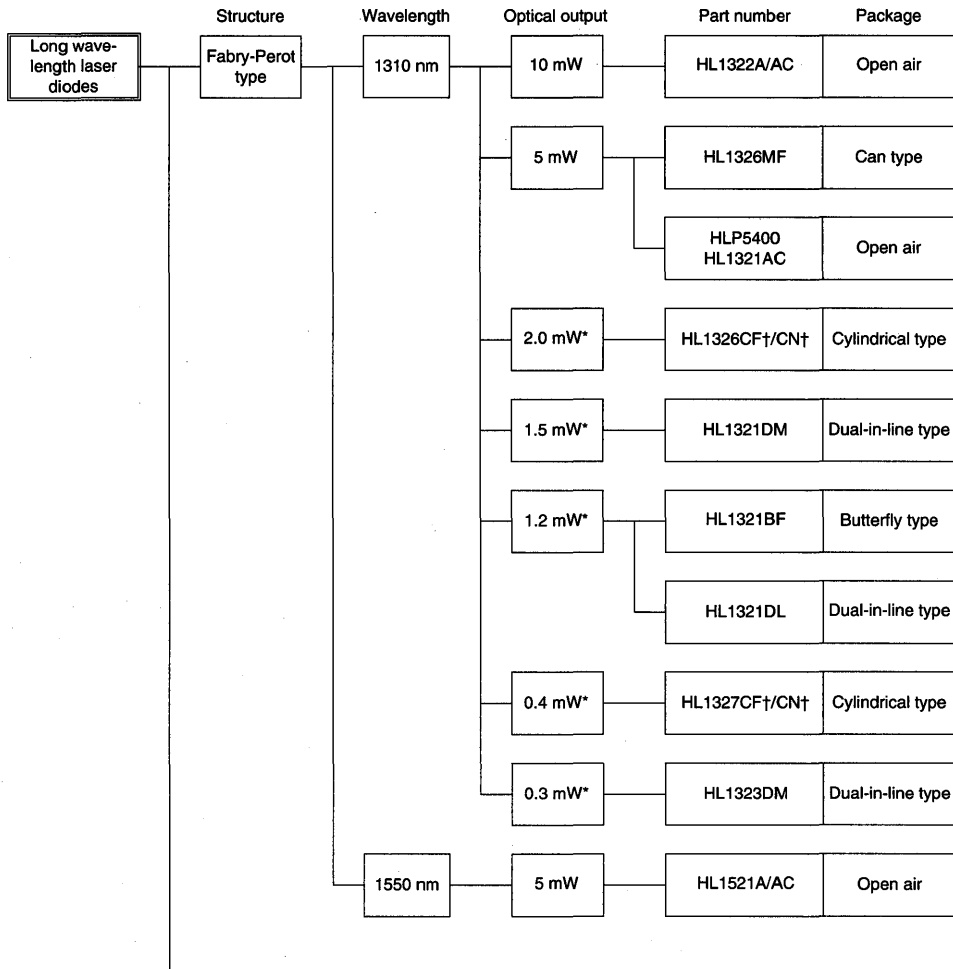 Structure Wavelength Optical output Part number Package
Long wave-
length laser
diodes
Fabry-Perot
type
1310 nm
10 mW
HL1322A/AC
Open air
5 mW
HL1326MF
Can type
HLP5400
HL1321AC
Open air
2.0 mW*
HL1326CF†/CN†
Cylindrical type
1.5 mW*
HL1321DM
Dual-in-line type
1.2 mW*
HL1321BF
Butterfly type
HL1321DL
Dual-in-line type
0.4 mW*
HL1327CF†/CN†
Cylindrical type
0.3 mW*
HL1323DM
Dual-in-line type
1550 nm
5 mW
HL1521A/AC
Open air